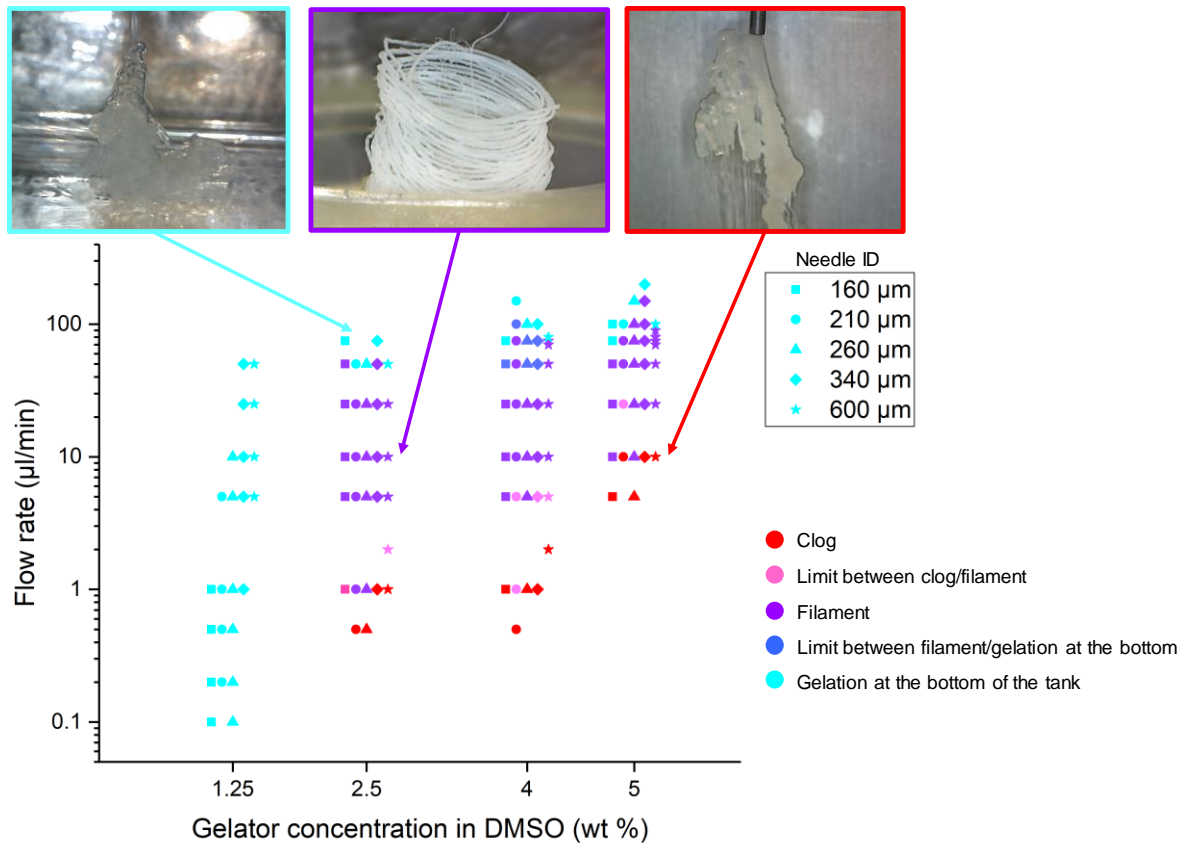 Needle ID
160 µm
210 µm
260 µm
340 µm
600 µm
100
10
1
0.1
Flow rate (µl/min)
Clog
Limit between clog/filament
Filament
Limit between filament/gelation at the bottom
Gelation at the bottom of the tank
1.25 2.5 4 5
Gelator concentration in DMSO (wt %)